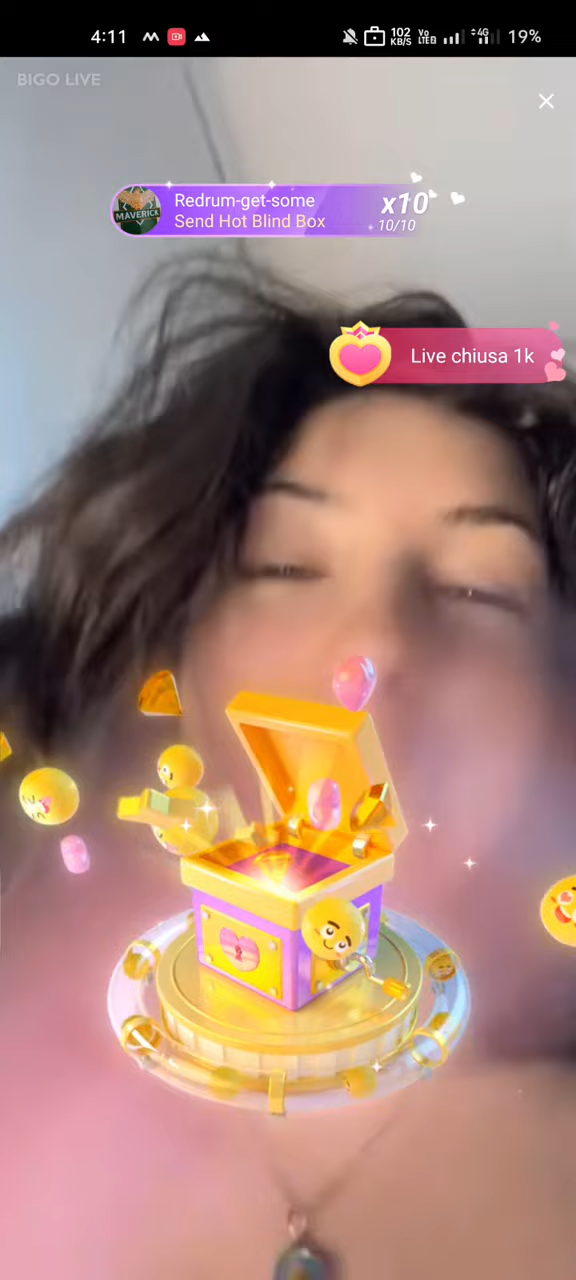 4:11
102
KB/S
Vo
LTE2
4G
19%
BIGO LIVE
MAVERICK
Redrum-get-some
Send Hot Blind Box
x10
10/10
Live chiusa 1k